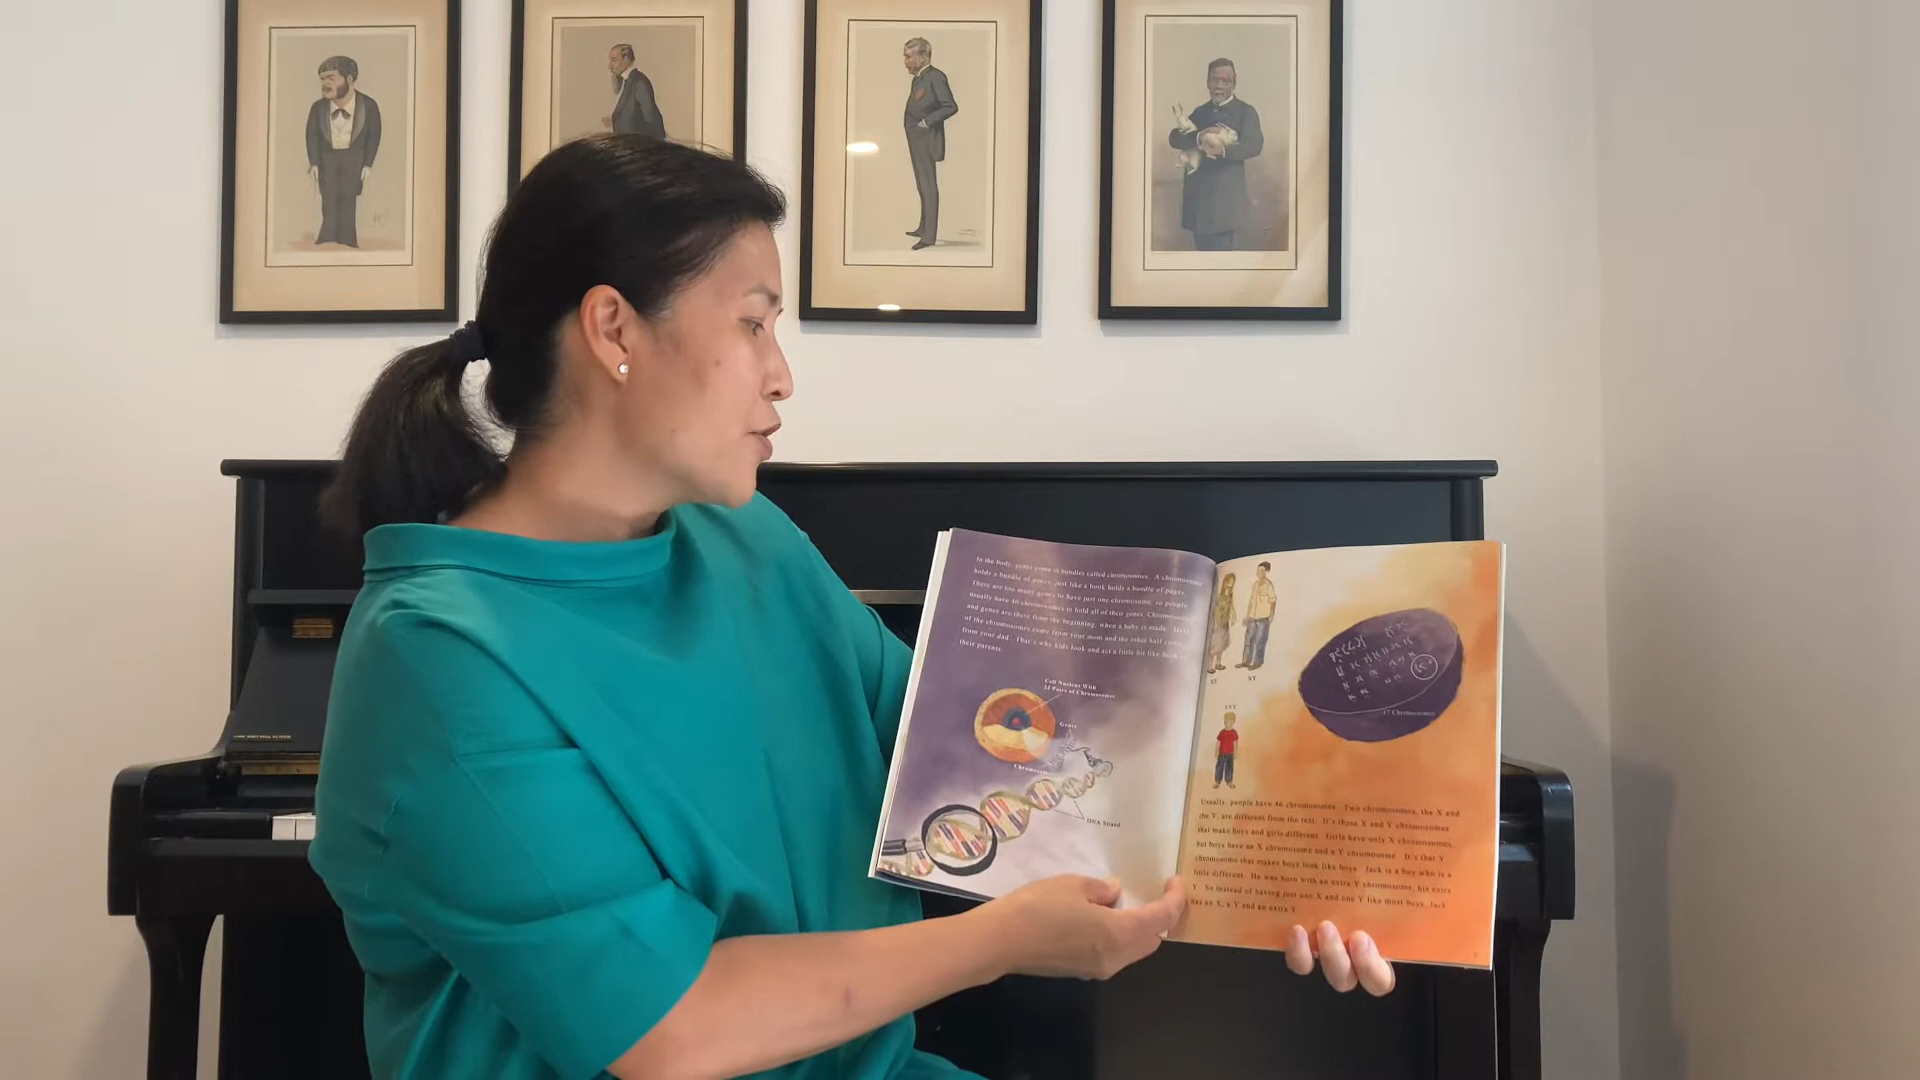 In the body, genes come in bundles called chromosomes. A chromosome
holds a bundle of genes, just like a book holds a bundle of pages.
There are too many genes to have just one chromosome, so people
usually have 46 chromosomes to hold all of their genes. Chromosomes
and genes are there from the beginning, when a baby is made. Half
of the chromosomes come from your mom and the other half come
from your dad. That's why kids look and act a little bit like both
their parents.
Cell Nucleus With
23 Pairs of Chromosomes
Genes
Chromosome
DNA Strand
XX
XY
XYY
47 Chromosomes
Usually, people have 46 chromosomes. Two chromosomes, the X and
the Y, are different from the rest. It's these X and Y chromosomes
that make boys and girls different. Girls have only X chromosomes,
but boys have an X chromosome and a Y chromosome. It's that Y
chromosome that makes boys look like boys. Jack is a boy who is a
little different. He was born with an extra Y chromosome, his extra
Y. So instead of having just one X and one Y like most boys, Jack
has an X, a Y and an extra Y.